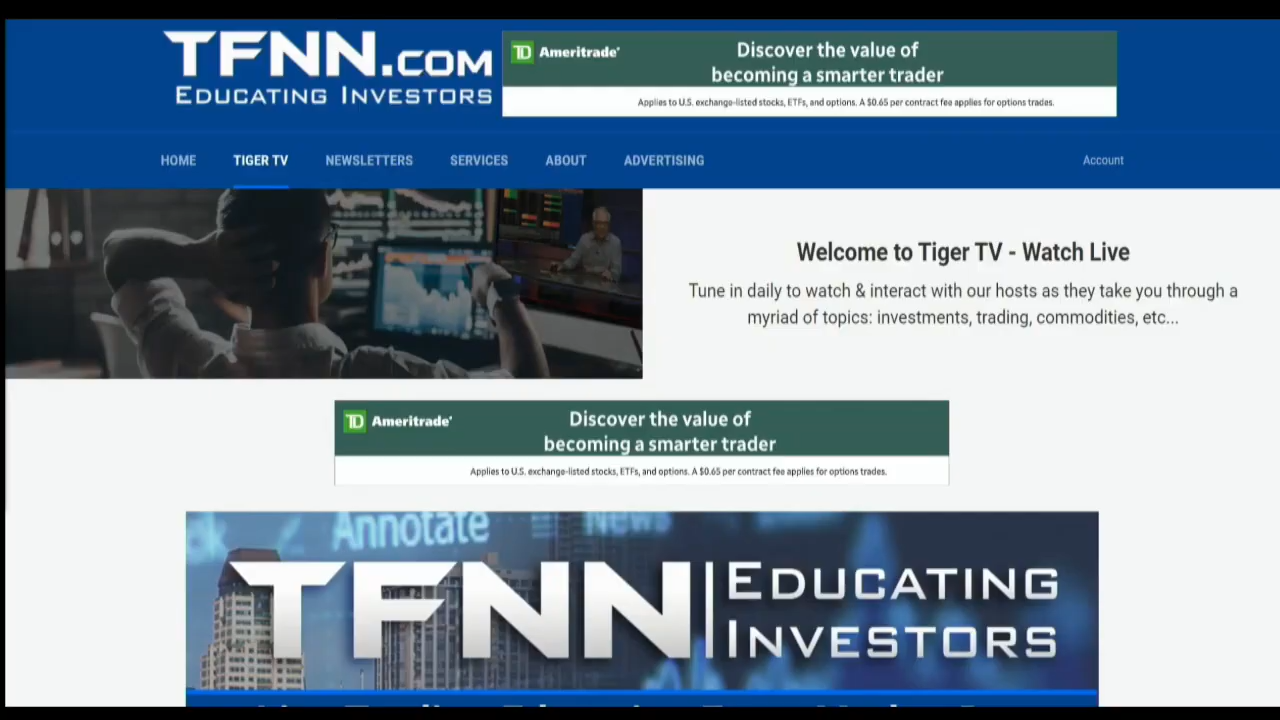 TFNN.COM
EDUCATING INVESTORS
TD Ameritrade
Discover the value of
becoming a smarter trader
Applies to U.S. exchange-listed stocks, ETFs, and options. A $0.65 per contract fee applies for options trades.
HOME TIGER TV NEWSLETTERS SERVICES ABOUT ADVERTISING Account
Welcome to Tiger TV - Watch Live
Tune in daily to watch & interact with our hosts as they take you through a
myriad of topics: investments, trading, commodities, etc...
TD Ameritrade
Discover the value of
becoming a smarter trader
Applies to U.S. exchange-listed stocks, ETFs, and options. A $0.65 per contract fee applies for options trades.
Annotate News
TFNN EDUCATING
INVESTORS